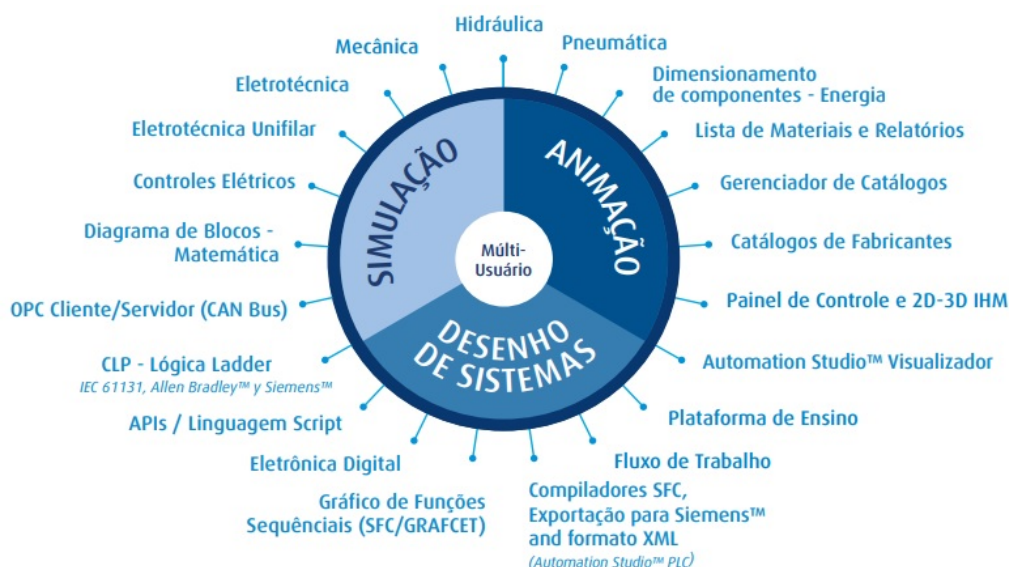 Hidráulica
Pneumática
Dimensionamento
de componentes - Energia
Lista de Materiais e Relatórios
Gerenciador de Catálogos
Catálogos de Fabricantes
Painel de Controle e 2D-3D IHM
Automation Studio™ Visualizador
Plataforma de Ensino
Fluxo de Trabalho
Compiladores SFC,
Exportação para Siemens™
and formato XML
(Automation Studio™ PLC)
Gráfico de Funções
Sequênciais (SFC/GRAFCET)
Eletrônica Digital
APIs / Linguagem Script
CLP - Lógica Ladder
IEC 61131, Allen Bradley™ y Siemens™
OPC Cliente/Servidor (CAN Bus)
Diagrama de Blocos -
Matemática
Controles Elétricos
Eletrotécnica Unifilar
Eletrotécnica
Mecânica
SIMULAÇÃO
ANIMAÇÃO
DESENHO
DE SISTEMAS
Múlti-
Usuário